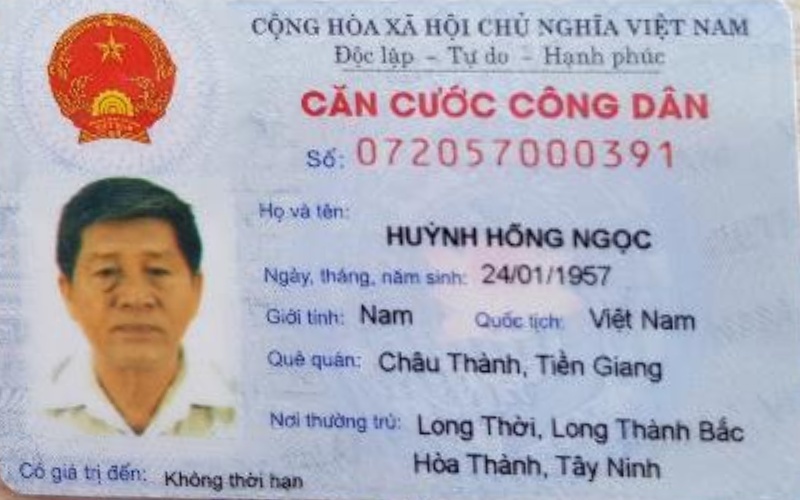 CỘNG HÒA XÃ HỘI CHỦ NGHĨA VIỆT NAM
Độc lập – Tự do – Hạnh phúc
CĂN CƯỚC CÔNG DÂN
Số: 072057000391
Họ và tên:
HUỲNH HỒNG NGỌC
Ngày, tháng, năm sinh: 24/01/1957
Giới tính: Nam Quốc tịch: Việt Nam
Quê quán: Châu Thành, Tiền Giang
Nơi thường trú: Long Thời, Long Thành Bắc
Hòa Thành, Tây Ninh
Có giá trị đến: Không thời hạn